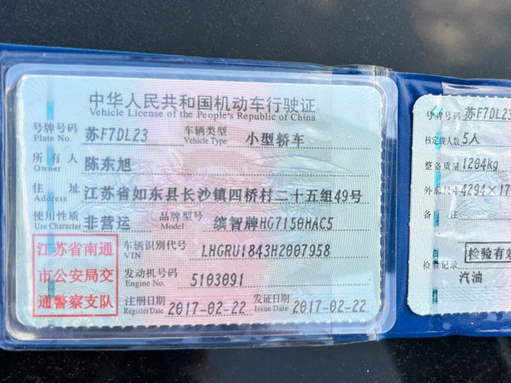 中华人民共和国机动车行驶证
Vehicle License of the People's Republic of China
号牌号码 苏F7DL23 车辆类型 小型轿车
Plate No. Vehicle Type
所有人 陈东旭
Owner
住址 江苏省如东县长沙镇四桥村二十五组49号
Address
使用性质 非营运 品牌型号 缤智牌HG7150HAC5
Use Character Model
江苏省南通
市公安局交
通警察支队
车辆识别代号 LHGRU1843H2007958
VIN
发动机号码 5103091
Engine No.
注册日期 2017-02-22 发证日期 2017-02-22
Register Date Issue Date
号牌号码 苏F7DL23
核定载人数 5人
整备质量 1204kg
外廓尺寸 4294×17
备注
检验有效
检验记录
汽油